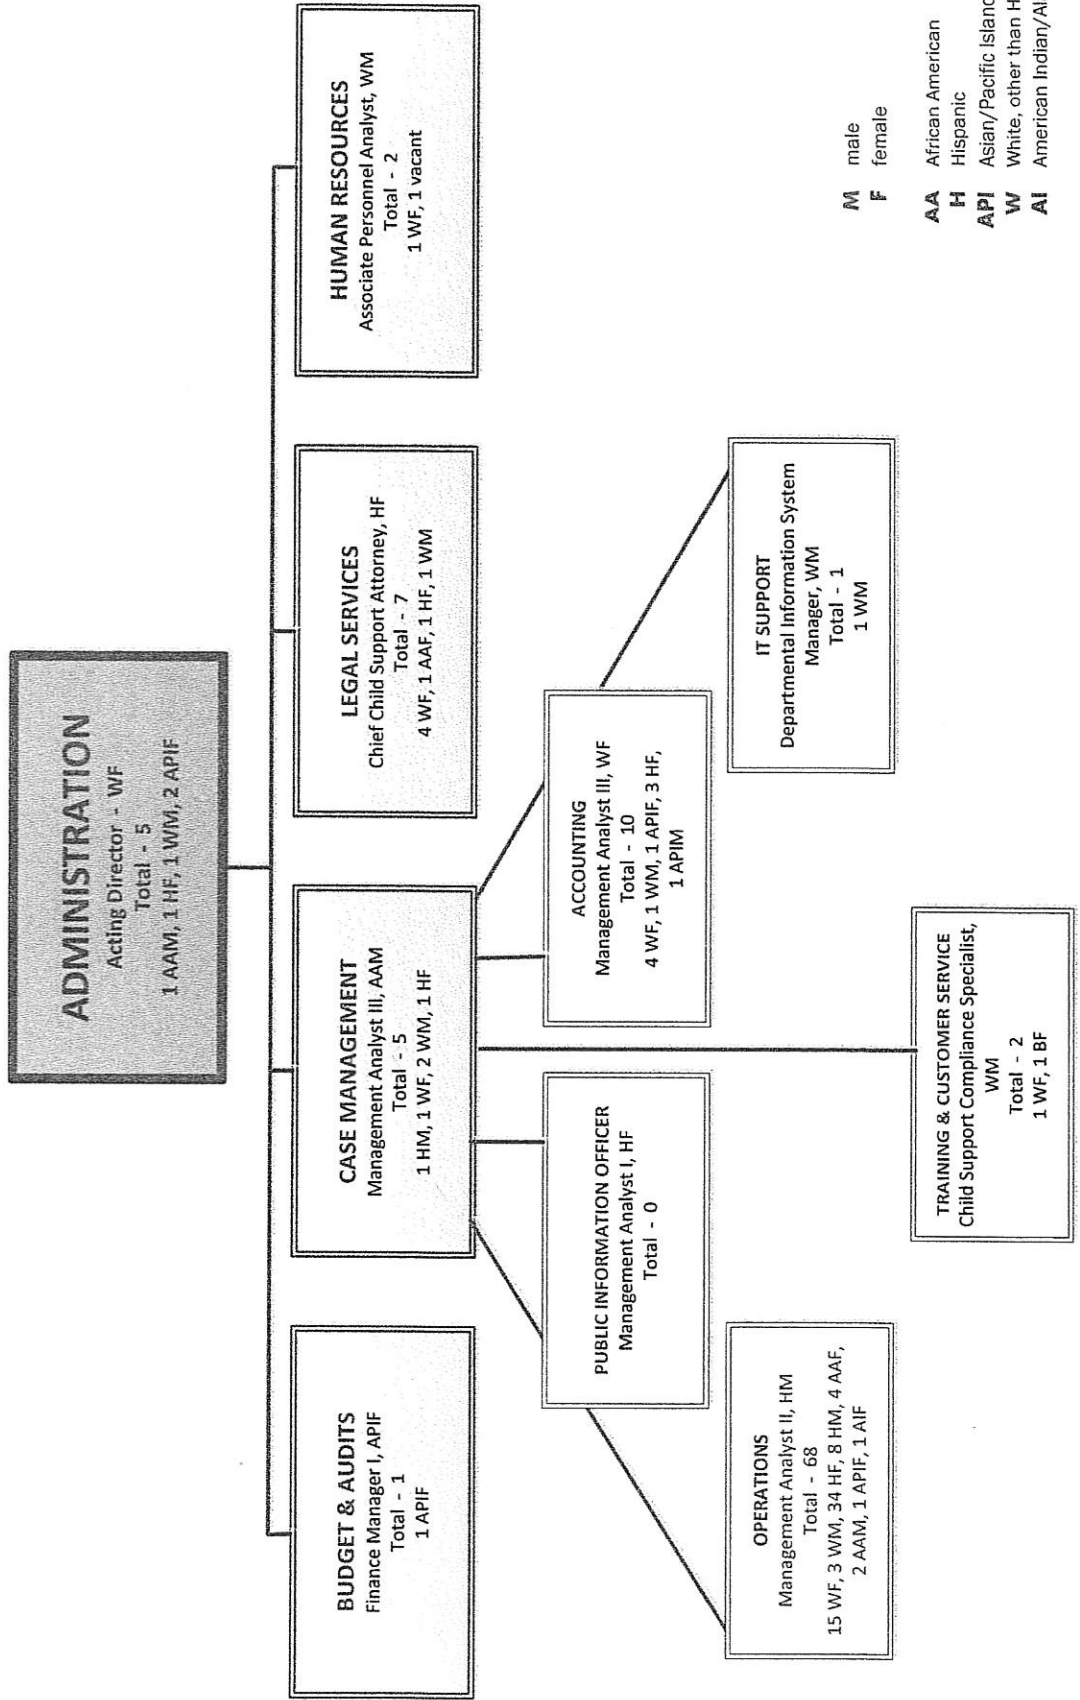 ADMINISTRATION
Acting Director - WF
Total - 5
1 AAM, 1 HF, 1 WM, 2 APIF
BUDGET & AUDITS
Finance Manager I, APIF
Total - 1
1 APIF
CASE MANAGEMENT
Management Analyst III, AAM
Total - 5
1 HM, 1 WF, 2 WM, 1 HF
LEGAL SERVICES
Chief Child Support Attorney, HF
Total - 7
4 WF, 1 AAF, 1 HF, 1 WM
HUMAN RESOURCES
Associate Personnel Analyst, WM
Total - 2
1 WF, 1 vacant
PUBLIC INFORMATION OFFICER
Management Analyst I, HF
Total - 0
ACCOUNTING
Management Analyst III, WF
Total - 10
4 WF, 1 WM, 1 APIF, 3 HF,
1 APIM
OPERATIONS
Management Analyst II, HM
Total - 68
15 WF, 3 WM, 34 HF, 8 HM, 4 AAF,
2 AAM, 1 APIF, 1 AIF
IT SUPPORT
Departmental Information System
Manager, WM
Total - 1
1 WM
TRAINING & CUSTOMER SERVICE
Child Support Compliance Specialist,
WM
Total - 2
1 WF, 1 BF
M male
F female
AA African American
H Hispanic
API Asian/Pacific
W White, other than
AI American